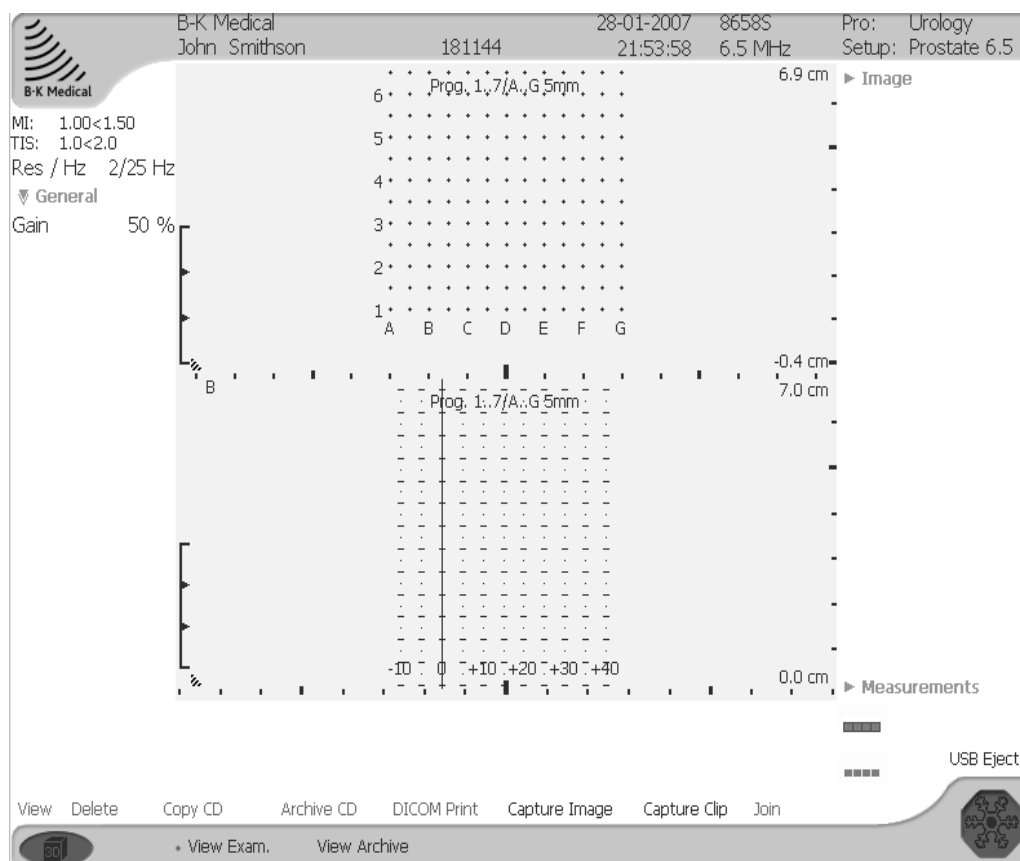 B-K Medical 28-01-2007 8658S Pro: Urology
John Smithson 181144 21:53:58 6.5 MHz Setup: Prostate 6.5
B-K Medical
MI: 1.00<1.50
TIS: 1.0<2.0
Res / Hz 2/25 Hz
General
Gain 50 %
6.9 cm
Image
Prog. 1..7/A..G 5mm
6
5
4
3
2
1
A B C D E F G
-0.4 cm
B
7.0 cm
Prog. 1..7/A..G 5mm
-10 0 +10 +20 +30 +40
0.0 cm
Measurements
USB Eject
View Delete Copy CD Archive CD DICOM Print Capture Image Capture Clip Join
3D • View Exam. View Archive